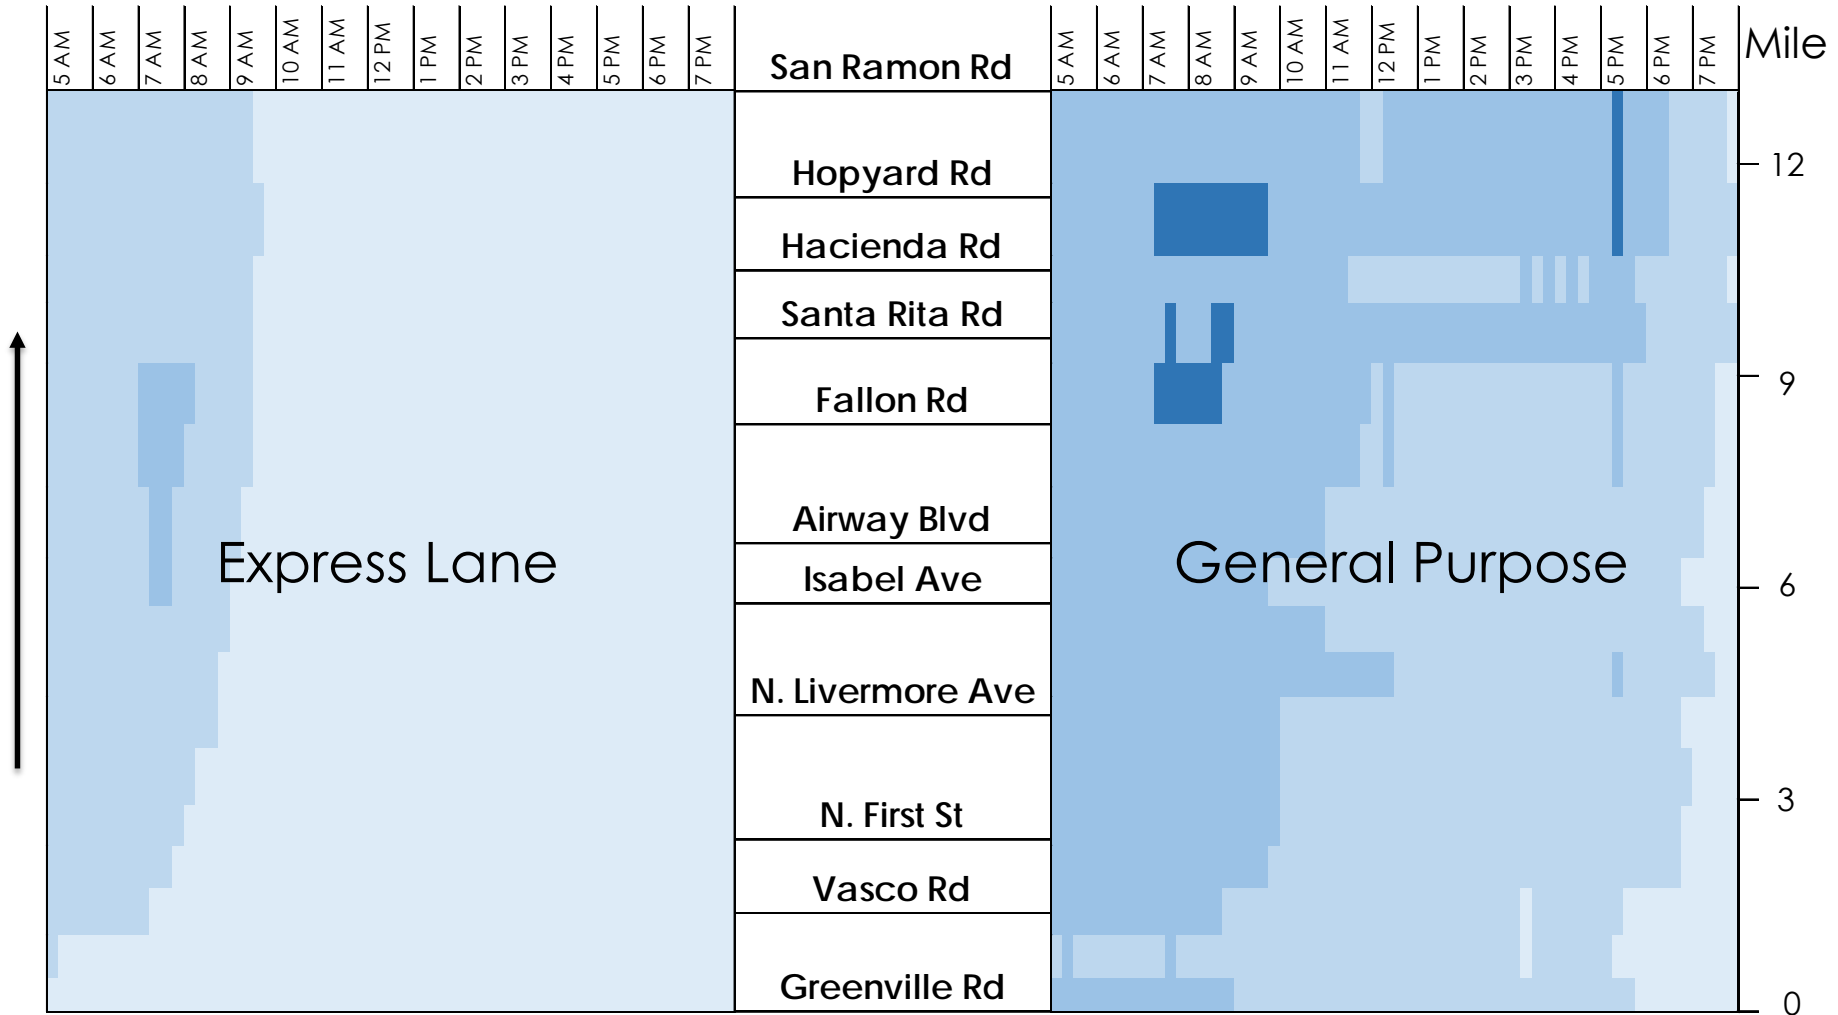 5 AM
6 AM
7 AM
8 AM
9 AM
10 AM
11 AM
12 PM
1 PM
2 PM
3 PM
4 PM
5 PM
6 PM
7 PM
San Ramon Rd
Hopyard Rd
Hacienda Rd
Santa Rita Rd
Fallon Rd
Airway Blvd
Isabel Ave
N. Livermore Ave
N. First St
Vasco Rd
Greenville Rd
Express Lane
5 AM
6 AM
7 AM
8 AM
9 AM
10 AM
11 AM
12 PM
1 PM
2 PM
3 PM
4 PM
5 PM
6 PM
7 PM
General Purpose
Mile
12
9
6
3
0